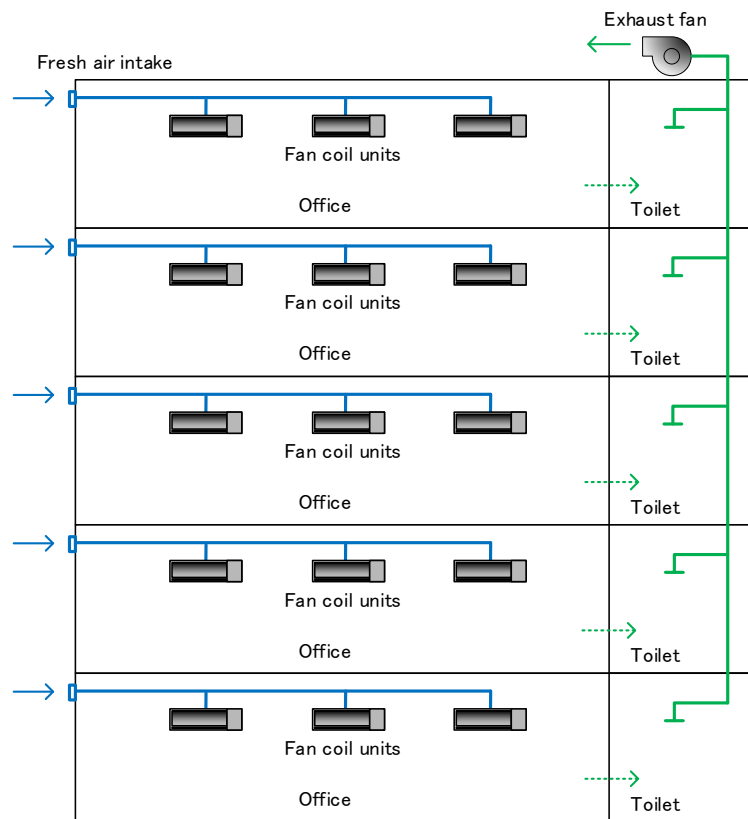 Exhaust fan
Fresh air intake
Fan coil units
Office
Toilet
Fan coil units
Office
Toilet
Fan coil units
Office
Toilet
Fan coil units
Office
Toilet
Fan coil units
Office
Toilet